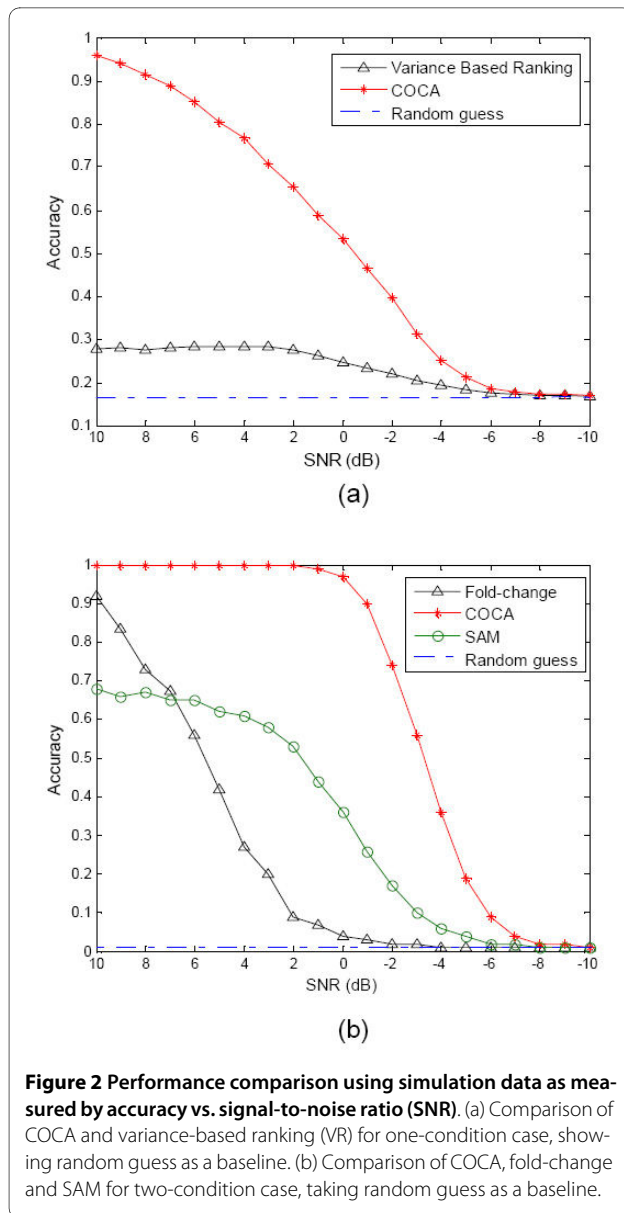 1
0.9
0.8
0.7
0.6
0.5
0.4
0.3
0.2
0.1
Accuracy
Variance Based Ranking
COCA
Random guess
10 8 6 4 2 0 -2 -4 -6 -8 -10
SNR (dB)
(a)
1
0.9
0.8
0.7
0.6
0.5
0.4
0.3
0.2
0.1
0
Accuracy
Fold-change
COCA
SAM
Random guess
10 8 6 4 2 0 -2 -4 -6 -8 -10
SNR (dB)
(b)
Figure 2 Performance comparison using simulation data as mea-
sured by accuracy vs. signal-to-noise ratio (SNR). (a) Comparison of
COCA and variance-based ranking (VR) for one-condition case, show-
ing random guess as a baseline. (b) Comparison of COCA, fold-change
and SAM for two-condition case, taking random guess as a baseline.